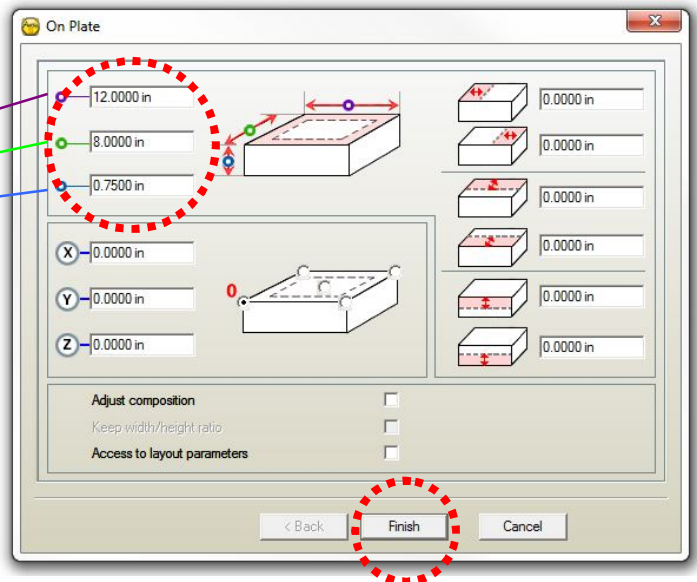 On Plate
12.0000 in
8.0000 in
0.7500 in
0.0000 in
0.0000 in
0.0000 in
0.0000 in
0.0000 in
0.0000 in
X 0.0000 in
Y 0.0000 in
Z 0.0000 in
0
Adjust composition
Keep width/height ratio
Access to layout parameters
< Back
Finish
Cancel